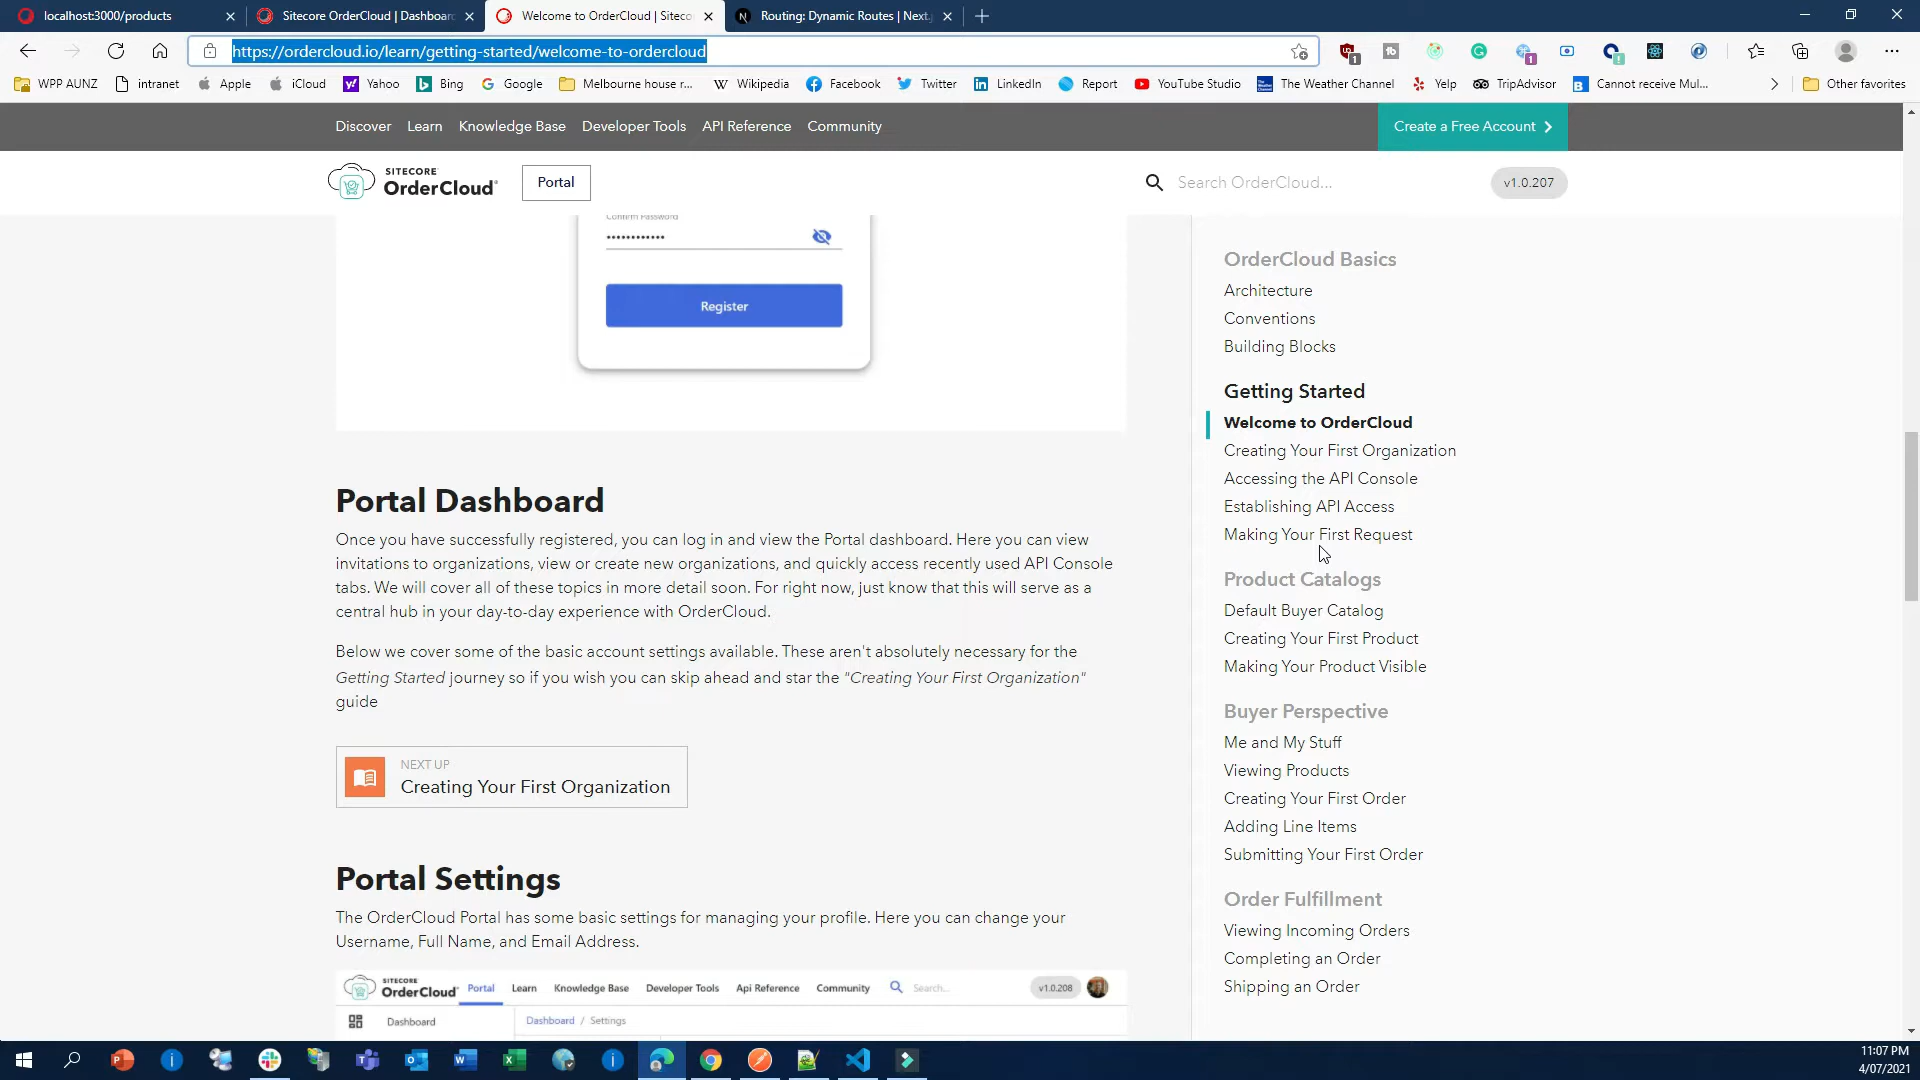 localhost:3000/products
Sitecore OrderCloud | Dashboar
Welcome to OrderCloud | Siteco
Routing: Dynamic Routes | Next.
https://ordercloud.io/learn/getting-started/welcome-to-ordercloud
WPP AUNZ
intranet
Apple
iCloud
Yahoo
Bing
Google
Melbourne house r...
Wikipedia
Facebook
Twitter
LinkedIn
Report
YouTube Studio
The Weather Channel
Yelp
TripAdvisor
Cannot receive Mul...
Other favorites
Discover
Learn
Knowledge Base
Developer Tools
API Reference
Community
Create a Free Account
SITECORE
OrderCloud
Portal
Search OrderCloud...
v1.0.207
Confirm Password
Register
Portal Dashboard
Once you have successfully registered, you can log in and view the Portal dashboard. Here you can view
invitations to organizations, view or create new organizations, and quickly access recently used API Console
tabs. We will cover all of these topics in more detail soon. For right now, just know that this will serve as a
central hub in your day-to-day experience with OrderCloud.
Below we cover some of the basic account settings available. These aren't absolutely necessary for the
Getting Started journey so if you wish you can skip ahead and star the "Creating Your First Organization"
guide
NEXT UP
Creating Your First Organization
Portal Settings
The OrderCloud Portal has some basic settings for managing your profile. Here you can change your
Username, Full Name, and Email Address.
SITECORE
OrderCloud
Portal
Learn
Knowledge Base
Developer Tools
Api Reference
Community
Search...
v1.0.208
Dashboard
Dashboard / Settings
OrderCloud Basics
Architecture
Conventions
Building Blocks
Getting Started
Welcome to OrderCloud
Creating Your First Organization
Accessing the API Console
Establishing API Access
Making Your First Request
Product Catalogs
Default Buyer Catalog
Creating Your First Product
Making Your Product Visible
Buyer Perspective
Me and My Stuff
Viewing Products
Creating Your First Order
Adding Line Items
Submitting Your First Order
Order Fulfillment
Viewing Incoming Orders
Completing an Order
Shipping an Order
11:07 PM
4/07/2021